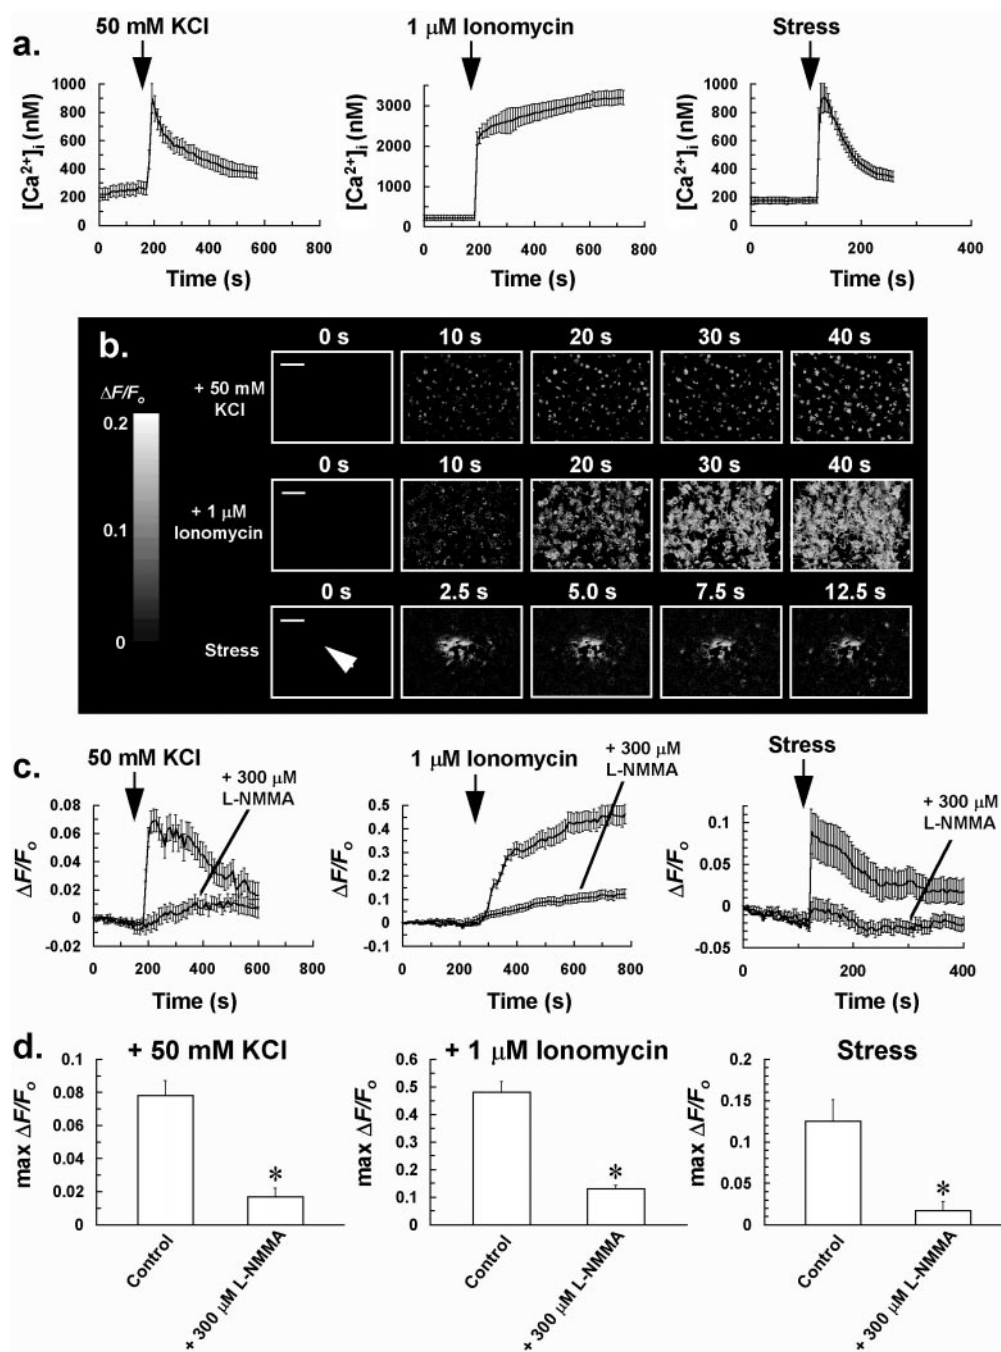 a.
50 mM KCl
1 µM Ionomycin
Stress
[Ca2+]i (nM)
1000
800
600
400
200
0
0 200 400 600 800
Time (s)
[Ca2+]i (nM)
3000
2000
1000
0
0 200 400 600 800
Time (s)
[Ca2+]i (nM)
1000
800
600
400
200
0
0 200 400
Time (s)
b.
ΔF/Fo
0.2
0.1
0
+ 50 mM
KCl
0 s 10 s 20 s 30 s 40 s
+ 1 µM
Ionomycin
0 s 10 s 20 s 30 s 40 s
Stress
0 s 2.5 s 5.0 s 7.5 s 12.5 s
c.
50 mM KCl
+ 300 µM
L-NMMA
ΔF/Fo
0.08
0.06
0.04
0.02
0
-0.02
0 200 400 600 800
Time (s)
1 µM Ionomycin
+ 300 µM
L-NMMA
ΔF/Fo
0.5
0.4
0.3
0.2
0.1
0
-0.1
0 200 400 600 800
Time (s)
Stress
+ 300 µM
L-NMMA
ΔF/Fo
0.1
0.05
0
-0.05
0 200 400
Time (s)
d.
+ 50 mM KCl
max ΔF/Fo
0.1
0.08
0.06
0.04
0.02
0
*
Control
+ 300 µM L-NMMA
+ 1 µM Ionomycin
max ΔF/Fo
0.6
0.5
0.4
0.3
0.2
0.1
0
*
Control
+ 300 µM L-NMMA
Stress
max ΔF/Fo
0.2
0.15
0.1
0.05
0
*
Control
+ 300 µM L-NMMA